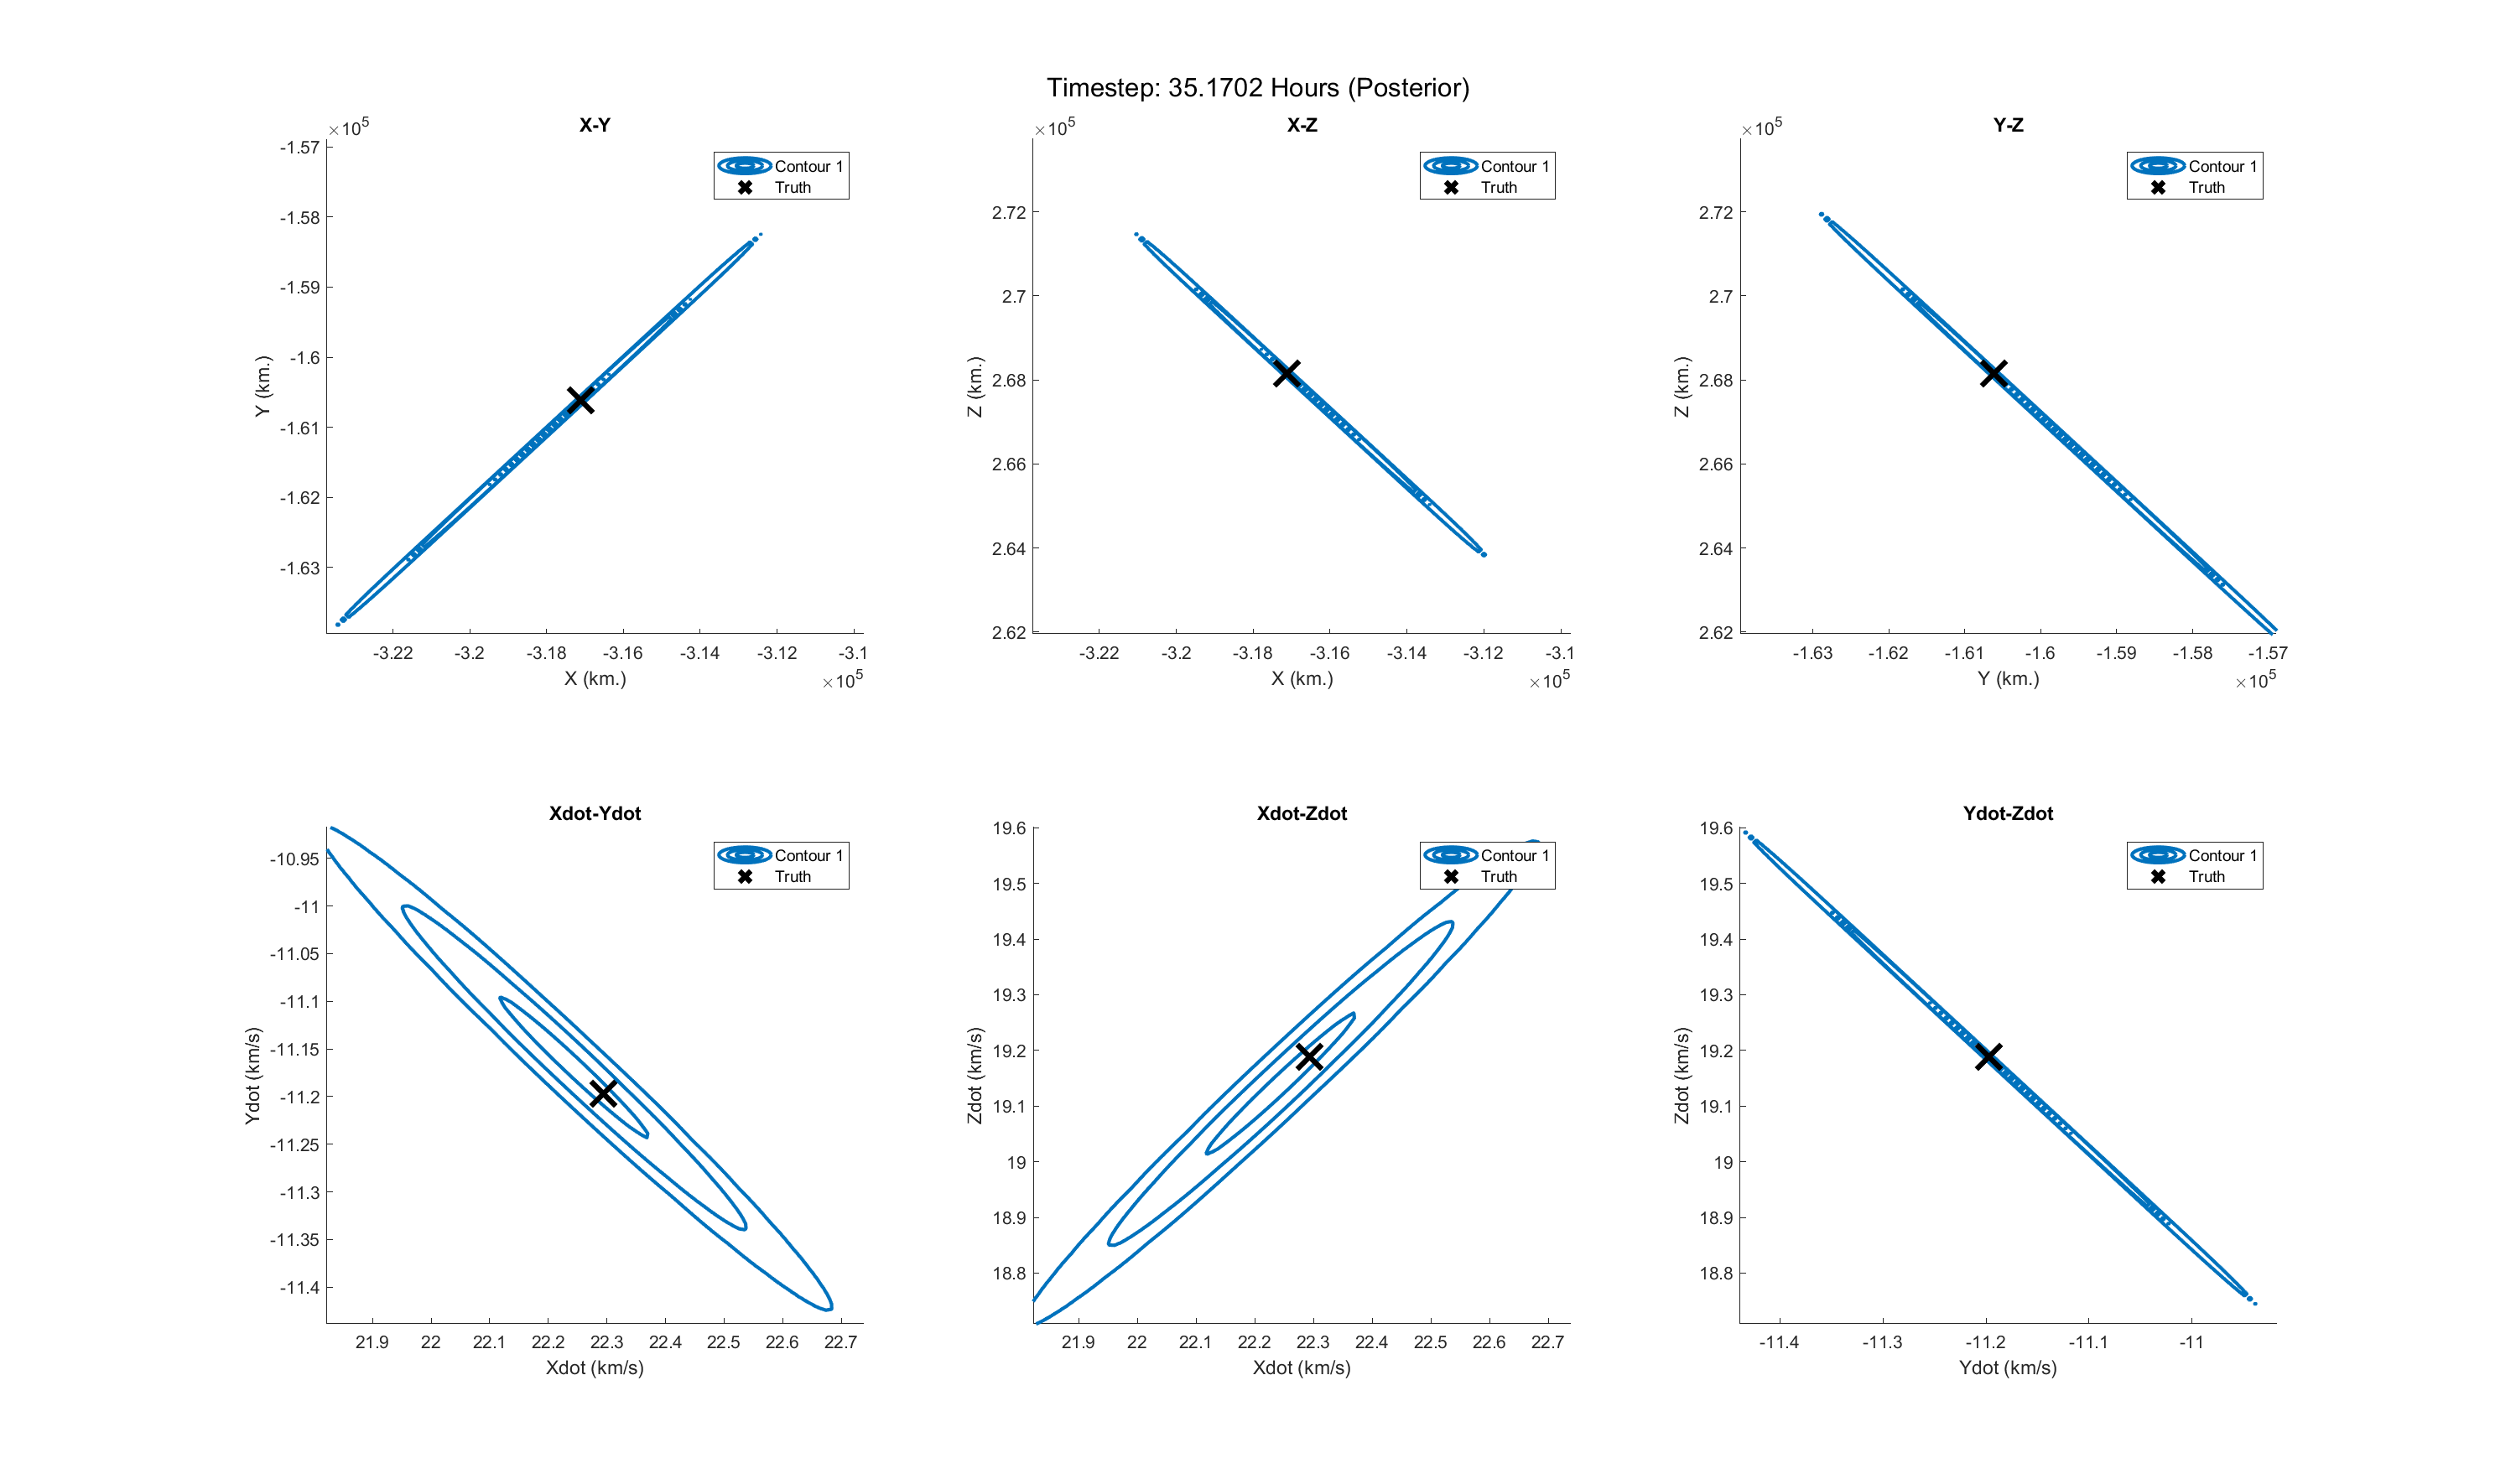 Timestep: 35.1702 Hours (Posterior)
X-Y
×10^5
-1.57
-1.58
-1.59
-1.6
-1.61
-1.62
-1.63
Y (km.)
Contour 1
Truth
-3.22 -3.2 -3.18 -3.16 -3.14 -3.12 -3.1
X (km.)
×10^5
X-Z
×10^5
2.72
2.7
2.68
2.66
2.64
2.62
Z (km.)
Contour 1
Truth
-3.22 -3.2 -3.18 -3.16 -3.14 -3.12 -3.1
X (km.)
×10^5
Y-Z
×10^5
2.72
2.7
2.68
2.66
2.64
2.62
Z (km.)
Contour 1
Truth
-1.63 -1.62 -1.61 -1.6 -1.59 -1.58 -1.57
Y (km.)
×10^5
Xdot-Ydot
-10.95
-11
-11.05
-11.1
-11.15
-11.2
-11.25
-11.3
-11.35
-11.4
Ydot (km/s)
Contour 1
Truth
21.9 22 22.1 22.2 22.3 22.4 22.5 22.6 22.7
Xdot (km/s)
Xdot-Zdot
19.6
19.5
19.4
19.3
19.2
19.1
19
18.9
18.8
Zdot (km/s)
Contour 1
Truth
21.9 22 22.1 22.2 22.3 22.4 22.5 22.6 22.7
Xdot (km/s)
Ydot-Zdot
19.6
19.5
19.4
19.3
19.2
19.1
19
18.9
18.8
Zdot (km/s)
Contour 1
Truth
-11.4 -11.3 -11.2 -11.1 -11
Ydot (km/s)